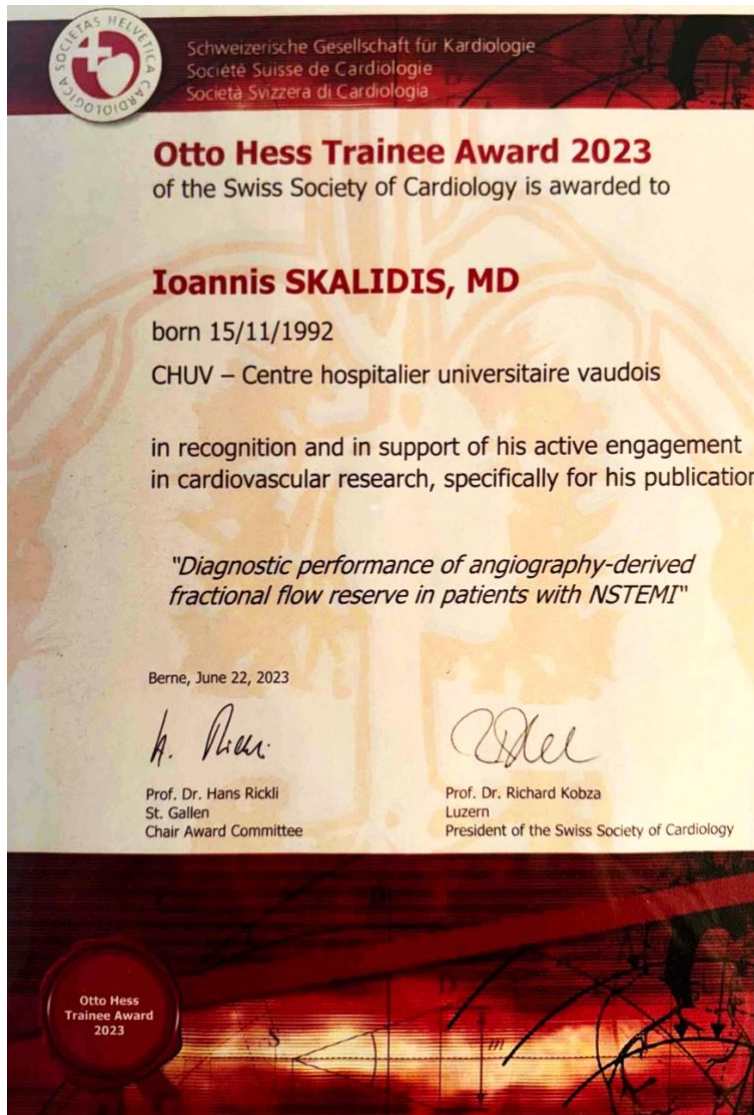 SOCIETAS HELVETICA CARDIOLOGICA
Schweizerische Gesellschaft für Kardiologie
Société Suisse de Cardiologie
Società Svizzera di Cardiologia
Otto Hess Trainee Award 2023
of the Swiss Society of Cardiology is awarded to
Ioannis SKALIDIS, MD
born 15/11/1992
CHUV – Centre hospitalier universitaire vaudois
in recognition and in support of his active engagement
in cardiovascular research, specifically for his publication
"Diagnostic performance of angiography-derived
fractional flow reserve in patients with NSTEMI"
Berne, June 22, 2023
Prof. Dr. Hans Rickli
St. Gallen
Chair Award Committee
Prof. Dr. Richard Kobza
Luzern
President of the Swiss Society of Cardiology
Otto Hess
Trainee Award
2023